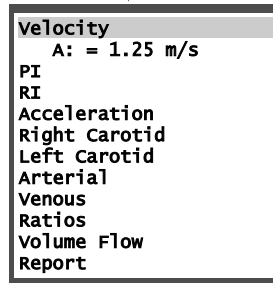 Velocity
A: = 1.25 m/s
PI
RI
Acceleration
Right Carotid
Left Carotid
Arterial
Venous
Ratios
Volume Flow
Report